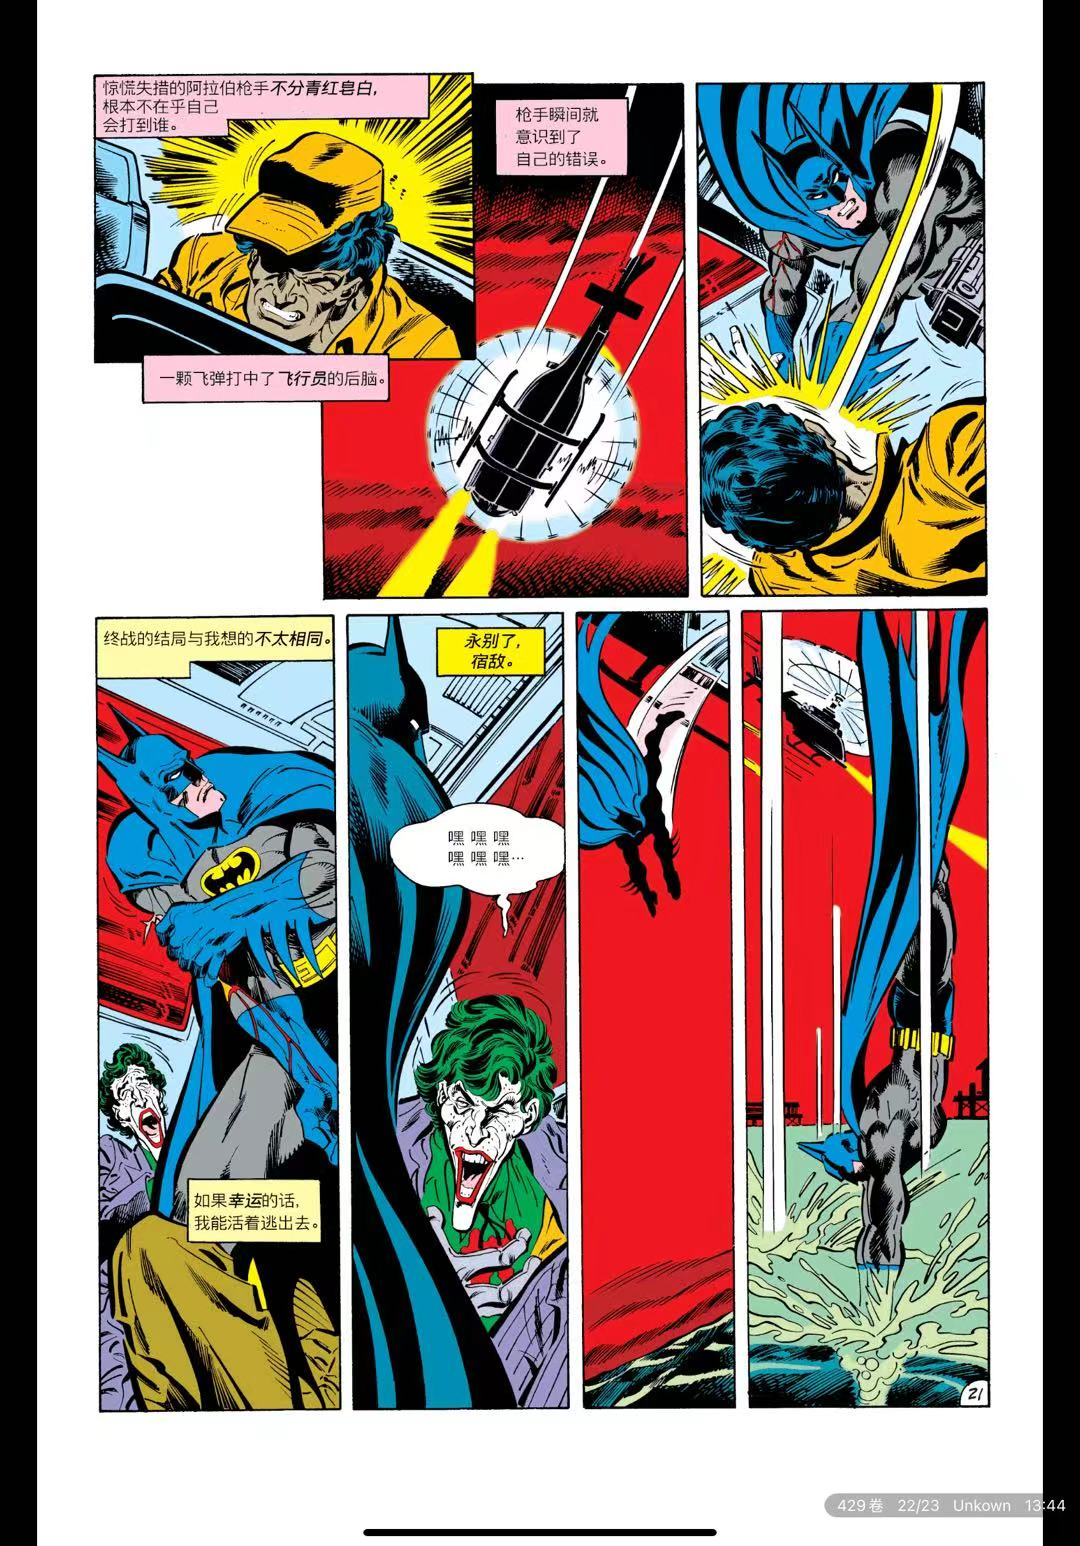 惊慌失措的阿拉伯枪手不分青红皂白，
根本不在乎自己
会打到谁。
一颗飞弹打中了飞行员的后脑。
枪手瞬间就
意识到了
自己的错误。
终战的结局与我想的不太相同。
如果幸运的话，
我能活着逃出去。
永别了，
宿敌。
嘿 嘿 嘿
嘿 嘿 嘿…
21
429卷 22/23 Unkown 13:44